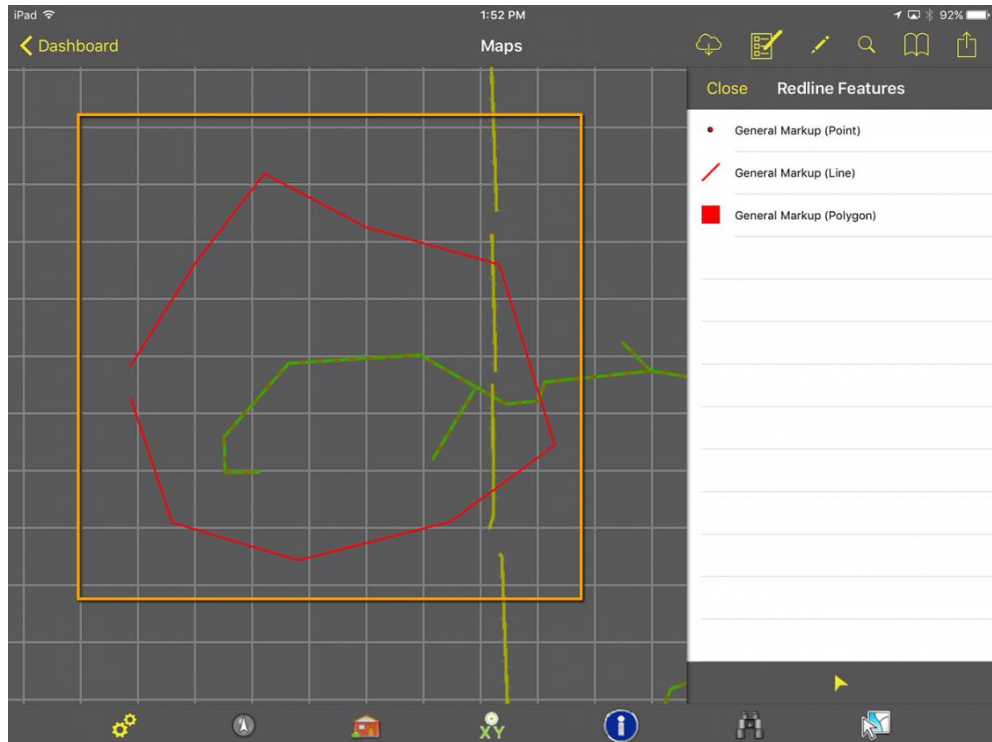 iPad 1:52 PM 92%
Dashboard Maps
Close Redline Features
General Markup (Point)
General Markup (Line)
General Markup (Polygon)
XY
i